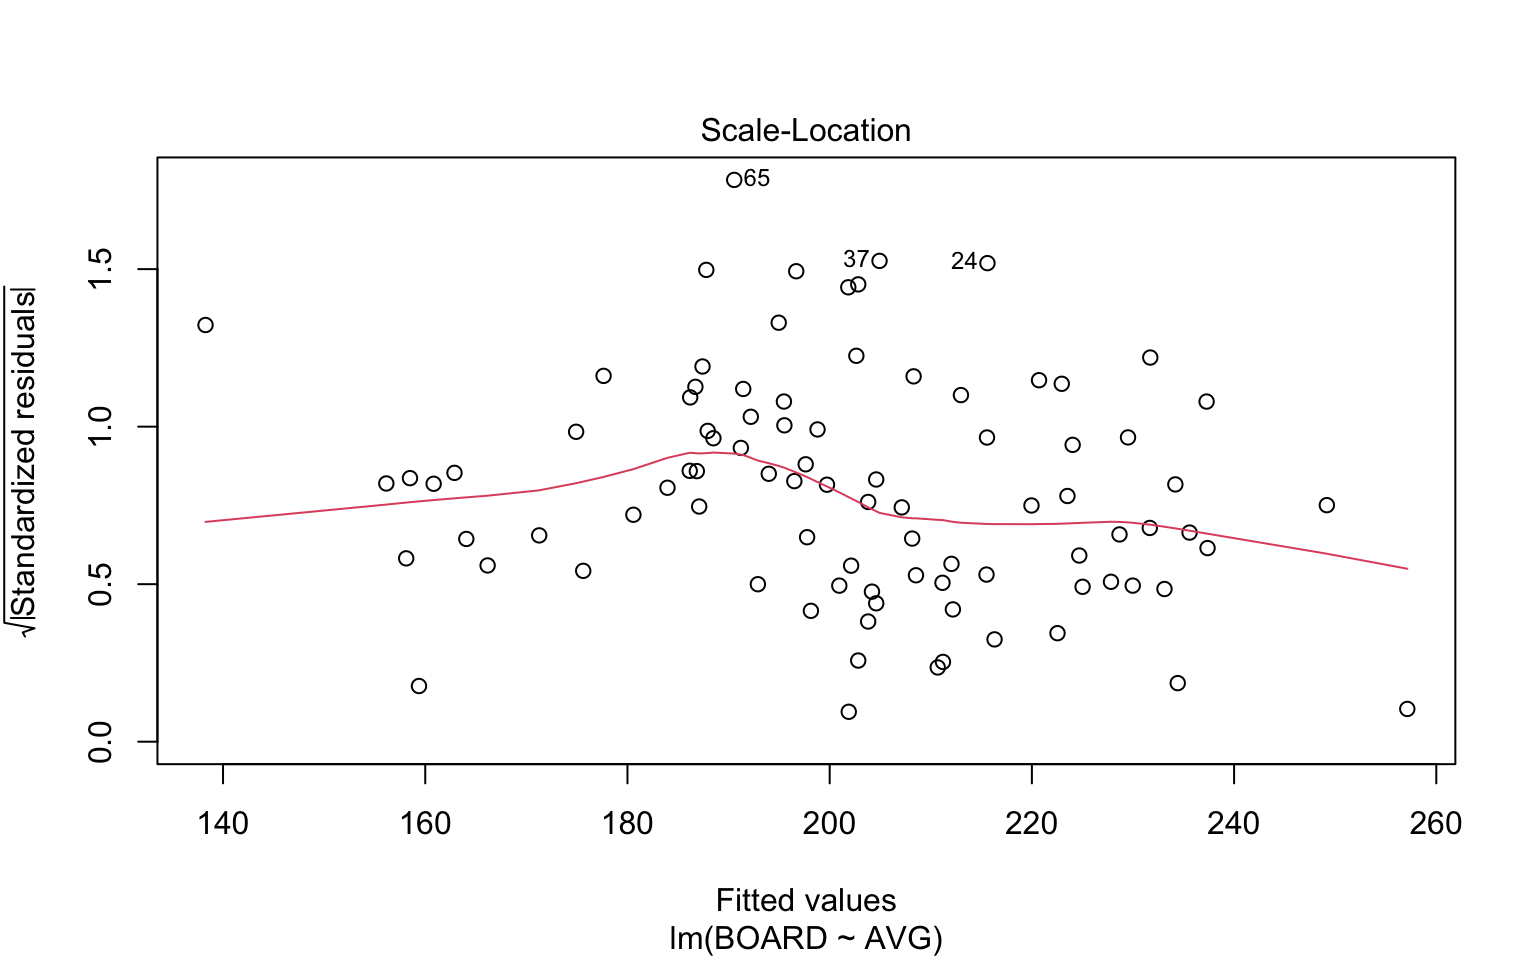 Scale-Location
√|Standardized residuals|
0.0 0.5 1.0 1.5
65
37
24
140 160 180 200 220 240 260
Fitted values
lm(BOARD ~ AVG)